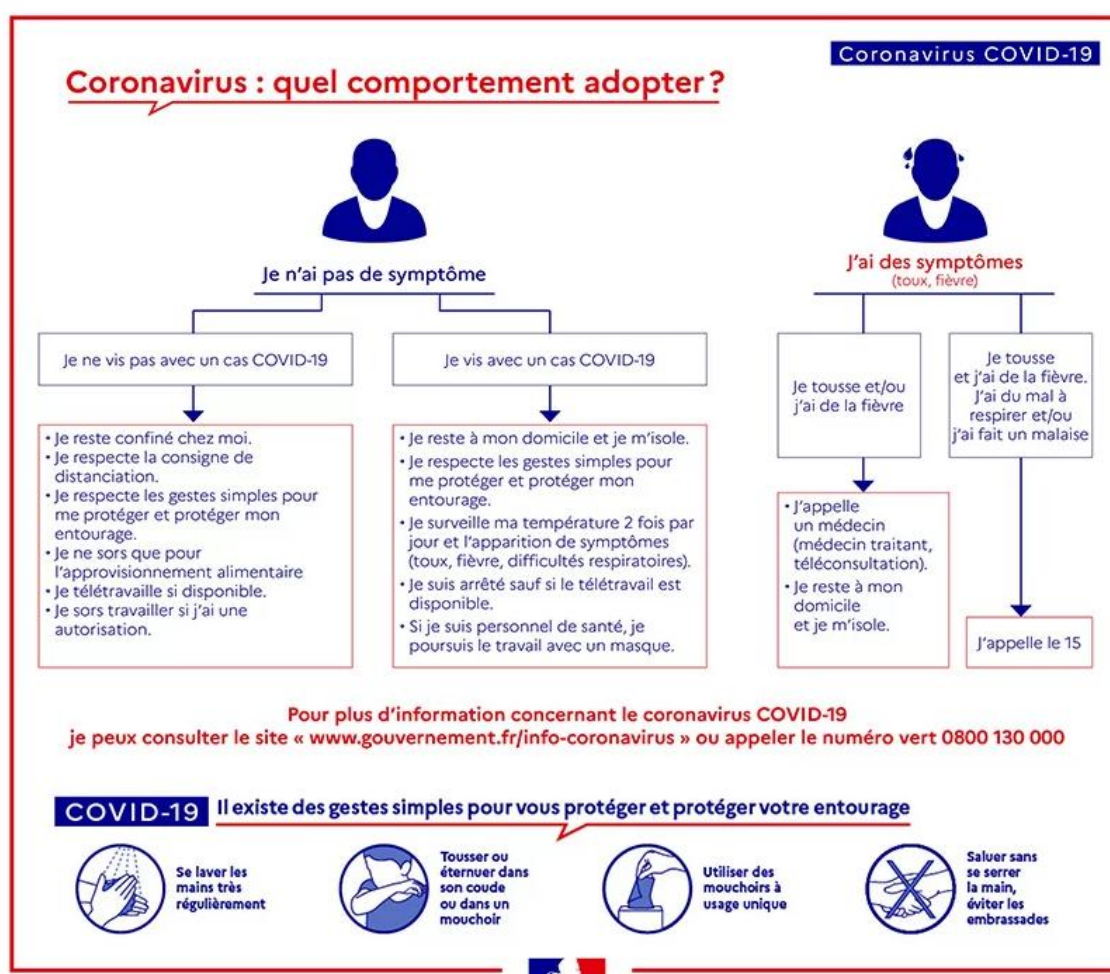 Coronavirus COVID-19
Coronavirus : quel comportement adopter ?
Je n'ai pas de symptôme
Je ne vis pas avec un cas COVID-19
• Je reste confiné chez moi.
• Je respecte la consigne de
distanciation.
• Je respecte les gestes simples pour
me protéger et protéger mon
entourage.
• Je ne sors que pour
l'approvisionnement alimentaire
• Je télétravaille si disponible.
• Je sors travailler si j'ai une
autorisation.
Je vis avec un cas COVID-19
• Je reste à mon domicile et je m'isole.
• Je respecte les gestes simples pour
me protéger et protéger mon
entourage.
• Je surveille ma température 2 fois par
jour et l'apparition de symptômes
(toux, fièvre, difficultés respiratoires).
• Je suis arrêté sauf si le télétravail est
disponible.
• Si je suis personnel de santé, je
poursuis le travail avec un masque.
J'ai des symptômes
(toux, fièvre)
Je tousse et/ou
j'ai de la fièvre
• J'appelle
un médecin
(médecin traitant,
téléconsultation).
• Je reste à mon
domicile
et je m'isole.
Je tousse
et j'ai de la fièvre.
J'ai du mal à
respirer et/ou
j'ai fait un malaise
J'appelle le 15
Pour plus d'information concernant le coronavirus COVID-19
je peux consulter le site « www.gouvernement.fr/info-coronavirus » ou appeler le numéro vert 0800 130 000
COVID-19 Il existe des gestes simples pour vous protéger et protéger votre entourage
Se laver les
mains très
régulièrement
Tousser ou
éternuer dans
son coude
ou dans un
mouchoir
Utiliser des
mouchoirs à
usage unique
Saluer sans
se serrer
la main,
éviter les
embrassades